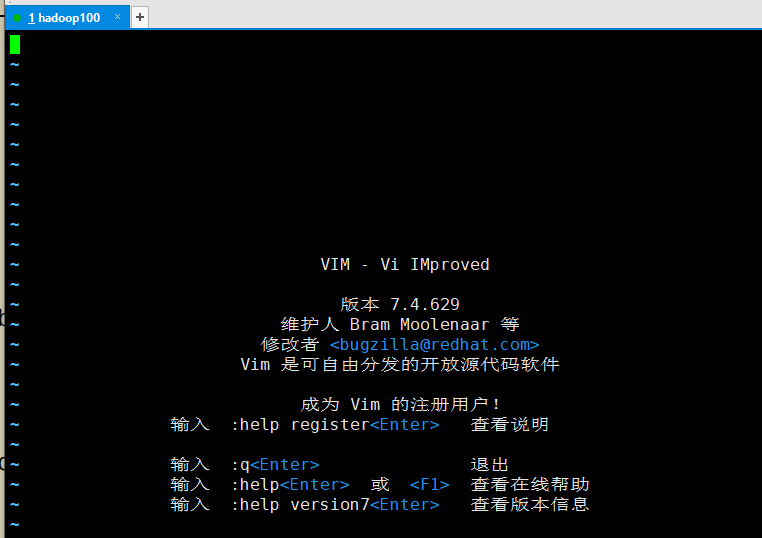 1 hadoop100 × +
~
~
~
~
~
~
~
~
~
~ VIM - Vi IMproved
~
~ 版本 7.4.629
~ 维护人 Bram Moolenaar 等
~ 修改者 <bugzilla@redhat.com>
~ Vim 是可自由分发的开放源代码软件
~
~ 成为 Vim 的注册用户!
~ 输入 :help register<Enter> 查看说明
~
~ 输入 :q<Enter> 退出
~ 输入 :help<Enter> 或 <F1> 查看在线帮助
~ 输入 :help version7<Enter> 查看版本信息
~